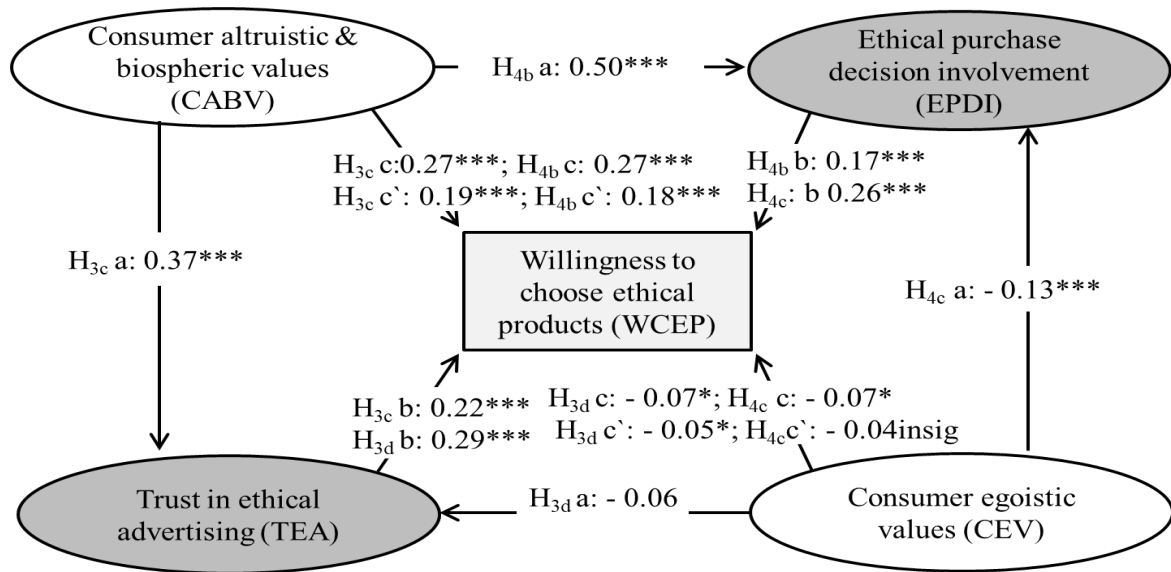 Consumer altruistic &
biospheric values
(CABV)
H4b a: 0.50***
Ethical purchase
decision involvement
(EPDI)
H3c c:0.27***; H4b c: 0.27***
H3c c`: 0.19***; H4b c`: 0.18***
H4b b: 0.17***
H4c: b 0.26***
H3c a: 0.37***
Willingness to
choose ethical
products (WCEP)
H4c a: - 0.13***
H3c b: 0.22***
H3d b: 0.29***
H3d c: - 0.07*; H4c c: - 0.07*
H3d c`: - 0.05*; H4cc`: - 0.04insig
Trust in ethical
advertising (TEA)
H3d a: - 0.06
Consumer egoistic
values (CEV)